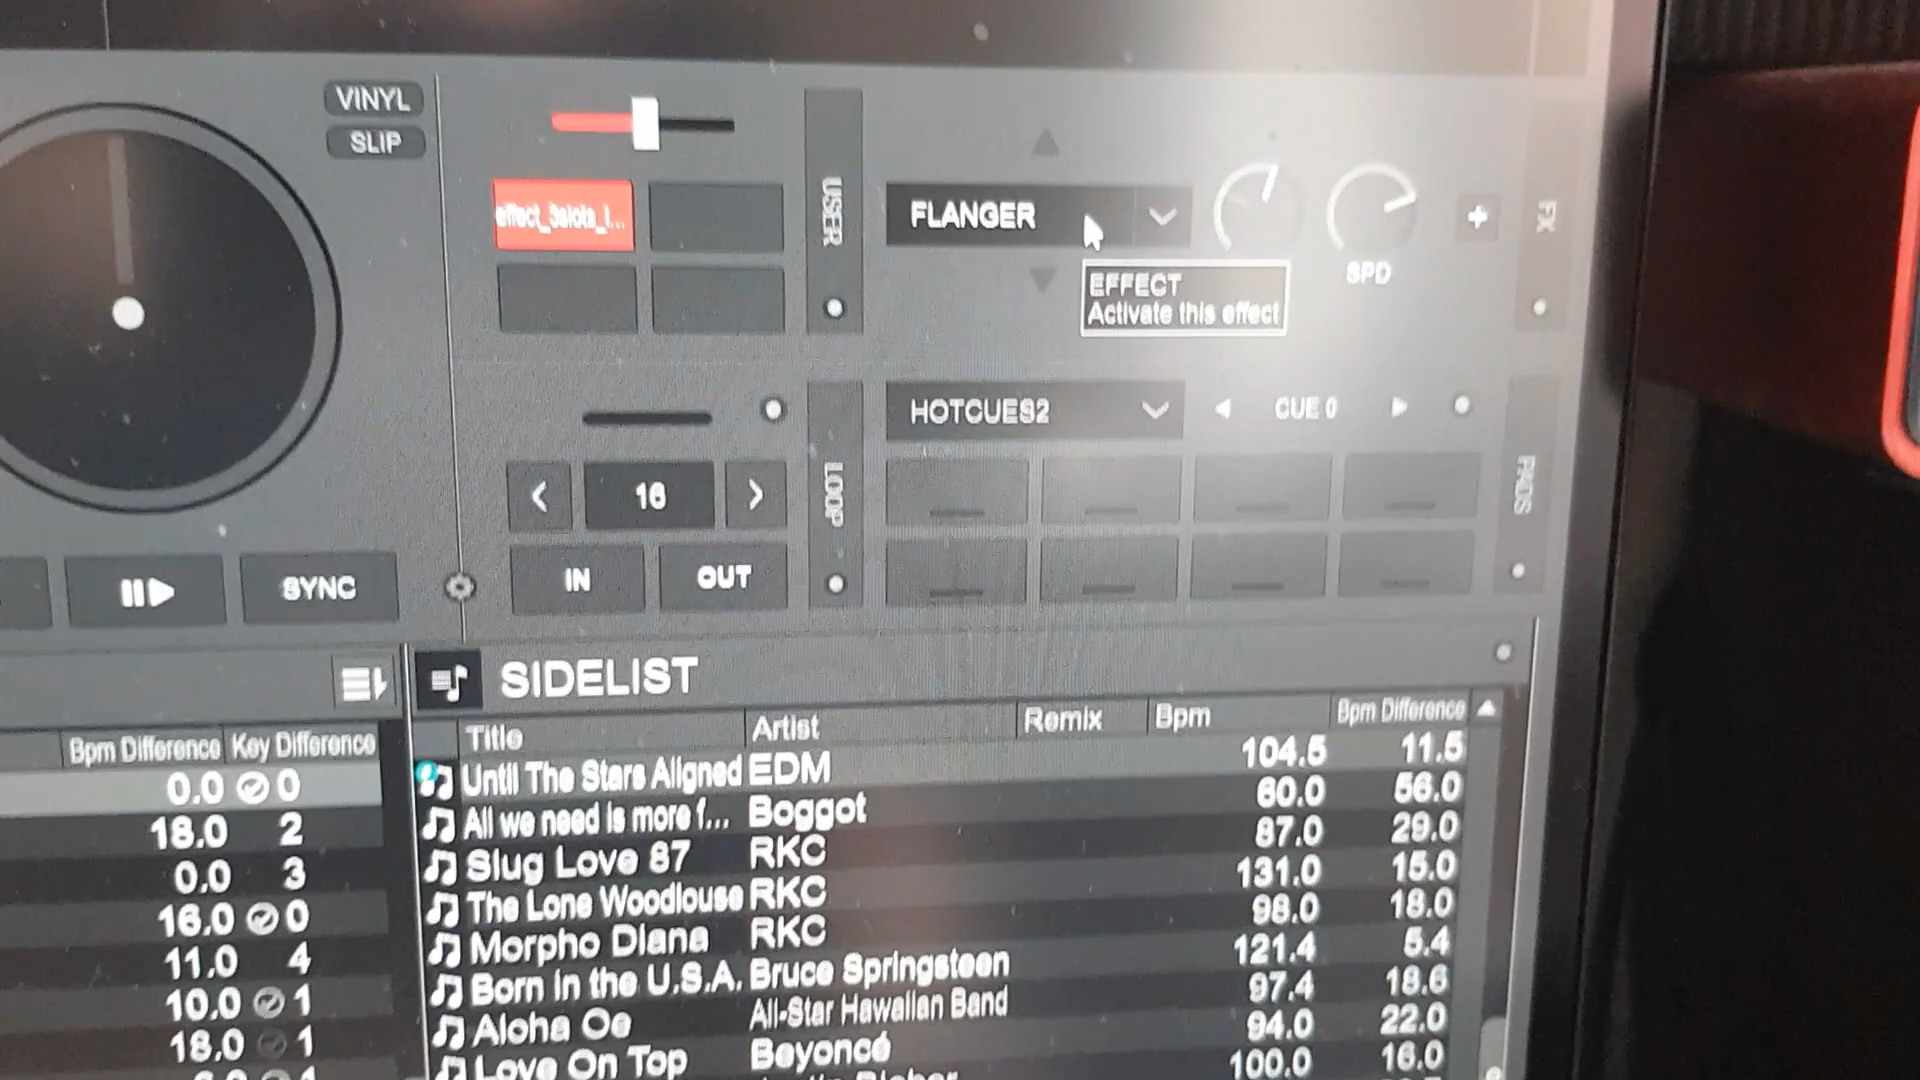 VINYL
SLIP
effect_3slots_l...
USER
FLANGER
SPD
FX
EFFECT
Activate this effect
HOTCUES2
CUE 0
16
LOOP
PADS
IN
OUT
SYNC
SIDELIST
Bpm Difference Key Difference
Title Artist Remix Bpm Bpm Difference
0.0 0
18.0 2
0.0 3
16.0 0
11.0 4
10.0 1
18.0 1
Until The Stars Aligned EDM 104.5 11.5
All we need is more f... Boggot 60.0 56.0
Slug Love 87 RKC 87.0 29.0
The Lone Woodlouse RKC 131.0 15.0
Morpho Diana RKC 98.0 18.0
Born in the U.S.A. Bruce Springsteen 121.4 5.4
Aloha Oe All-Star Hawaiian Band 97.4 18.6
Love On Top Beyoncé 94.0 22.0
100.0 16.0